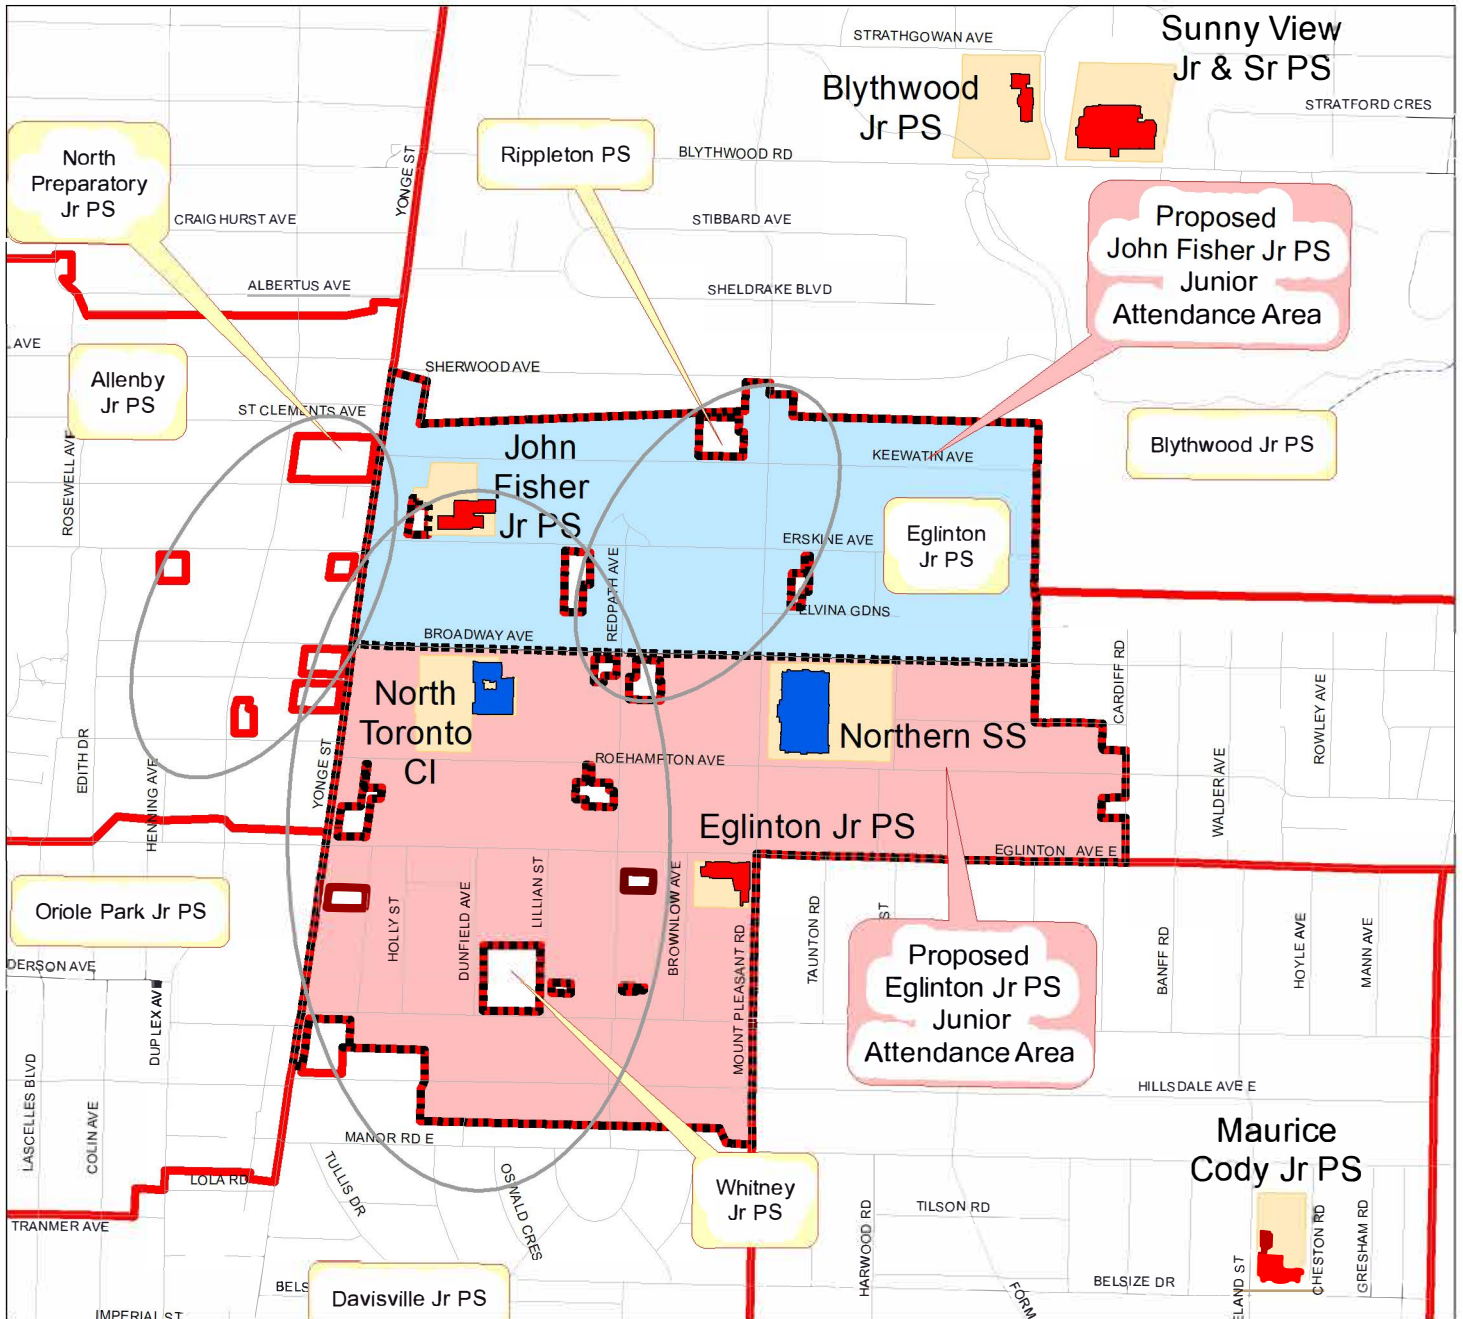 STRATHGOWAN AVE
Sunny View
Jr & Sr PS
Blythwood
Jr PS
STRATFORD CRES
North
Preparatory
Jr PS
Rippleton PS
BLYTHWOOD RD
YONGE ST
CRAIGHURST AVE
STIBBARD AVE
Proposed
John Fisher Jr PS
Junior
Attendance Area
ALBERTUS AVE
SHELDRAKE BLVD
AVE
SHERWOOD AVE
Allenby
Jr PS
ST CLEMENTS AVE
ROSEWELL AVE
John
Fisher
Jr PS
KEEWATIN AVE
Blythwood Jr PS
Eglinton
Jr PS
ERSKINE AVE
REDPATH AVE
ELVINA GDNS
BROADWAY AVE
North
Toronto
CI
Northern SS
CARDIFF RD
ROWLEY AVE
WALDER AVE
EDITH DR
HENNING AVE
YONGE ST
ROEHAMPTON AVE
Eglinton Jr PS
EGLINTON AVE E
Oriole Park Jr PS
HOLLY ST
DUNFIELD AVE
LILLIAN ST
BROWNLOW AVE
MOUNT PLEASANT RD
TAUNTON RD
ST
BANFF RD
HOYLE AVE
MANN AVE
Proposed
Eglinton Jr PS
Junior
Attendance Area
DERSON AVE
DUPLEX AVE
LASCELLES BLVD
COLIN AVE
HILLSDALE AVE E
MANOR RD E
Maurice
Cody Jr PS
LOLA RD
TULLIS DR
OSWALD CRES
Whitney
Jr PS
TRANMER AVE
HARWOOD RD
TILSON RD
CHESTON RD
GRESHAM RD
BELS
Davisville Jr PS
BELSIZE DR
ELAND ST
FORM
IMPERIAL ST